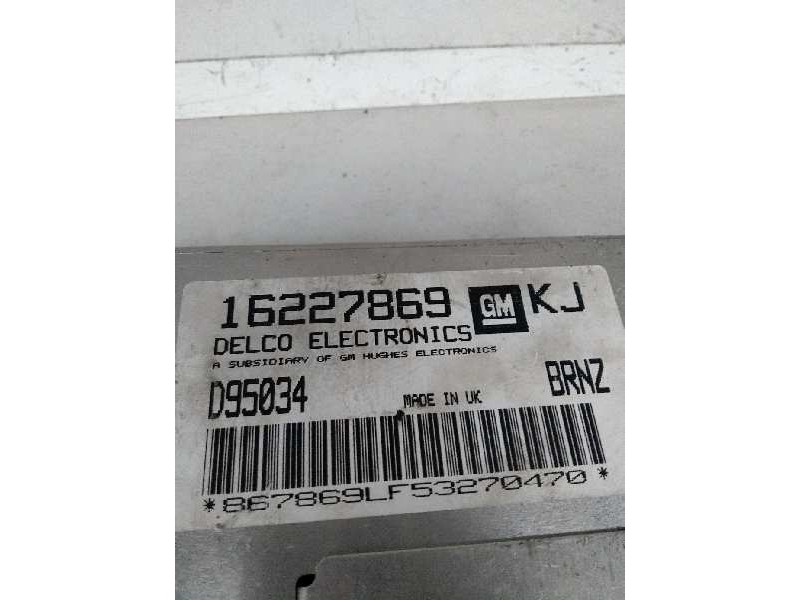 16227869 GM KJ
DELCO ELECTRONICS
A SUBSIDIARY OF GM HUGHES ELECTRONICS
D95034 MADE IN UK BRNZ
*867869LF53270470*